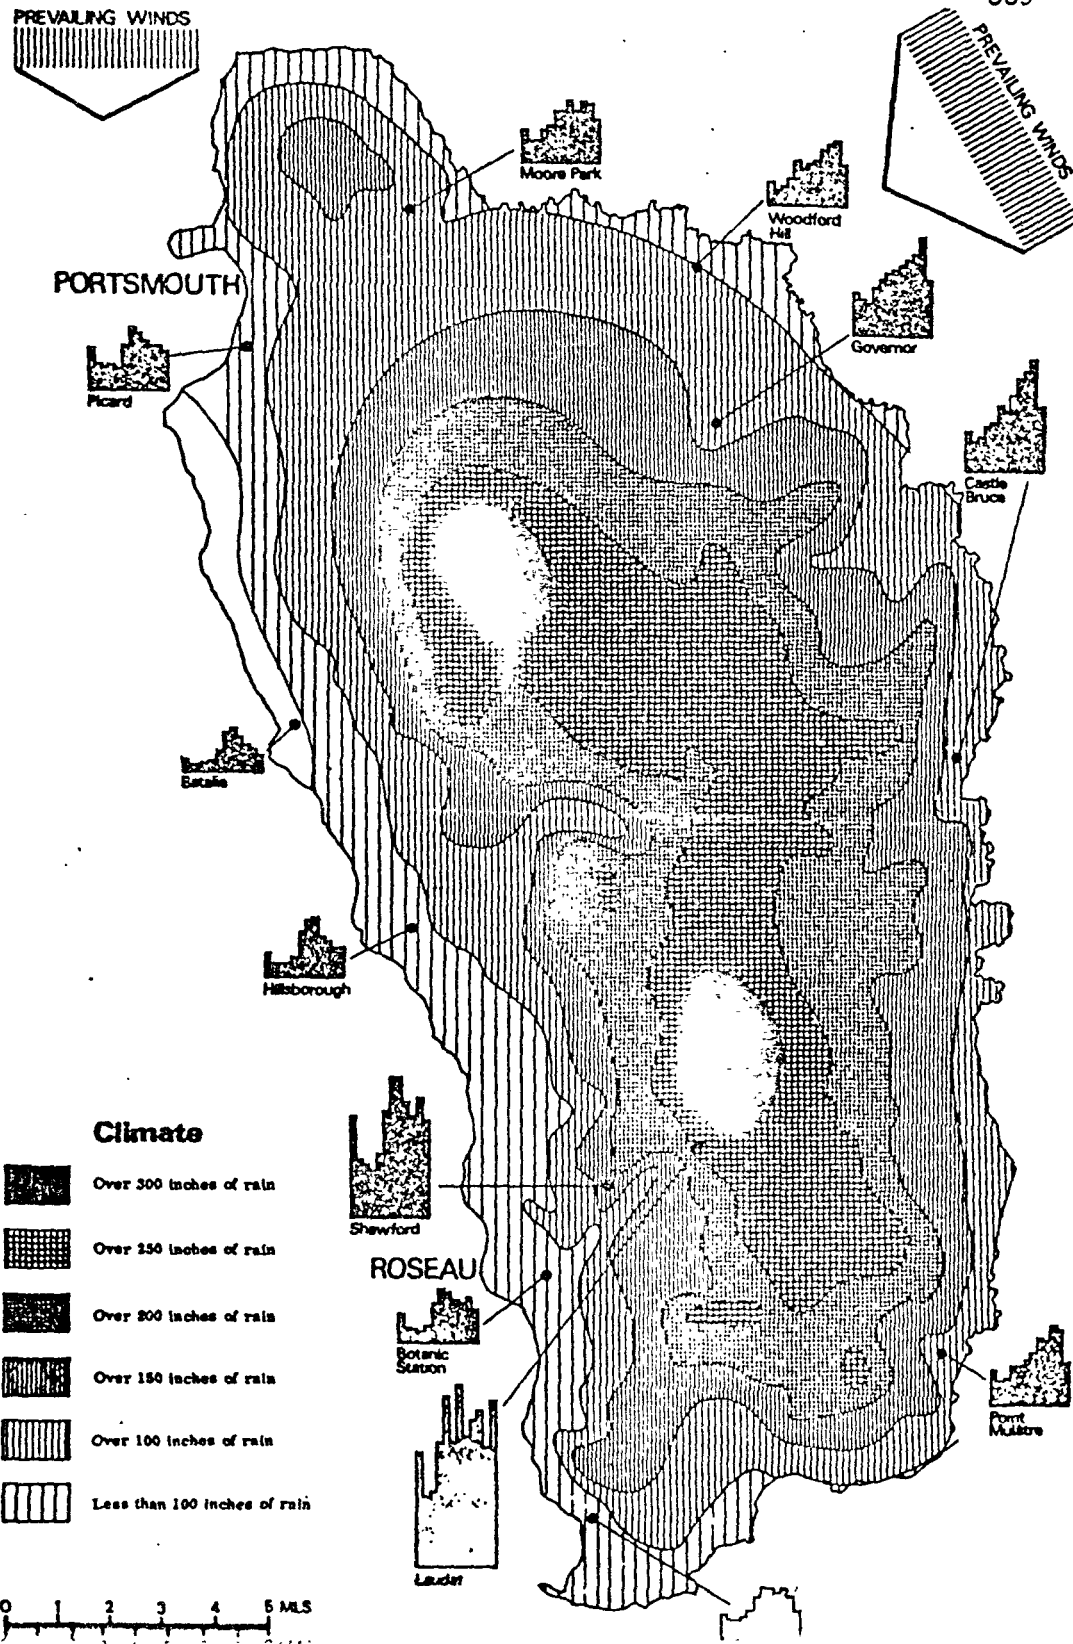 PREVAILING WINDS
PREVAILING WINDS
Moore Park
Woodford
Hill
PORTSMOUTH
Governor
Picard
Castle
Bruce
Batalie
Hillsborough
Climate
Over 300 inches of rain
Shawford
Over 250 inches of rain
ROSEAU
Over 200 inches of rain
Botanic
Station
Over 150 inches of rain
Point
Mulatre
Over 100 inches of rain
Less than 100 inches of rain
Laudat
0 1 2 3 4 5 MLS